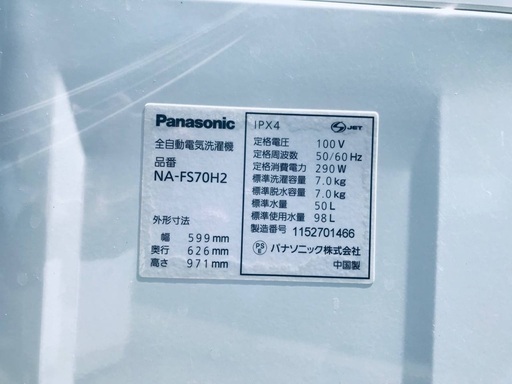 Panasonic
全自動電気洗濯機
品番
NA-FS70H2
外形寸法
幅 599mm
奥行 626mm
高さ 971mm
IPX4
JET
定格電圧 100V
定格周波数 50/60Hz
定格消費電力 290W
標準洗濯容量 7.0kg
標準脱水容量 7.0kg
標準水量 50L
標準使用水量 98L
製造番号 1152701466
PSE パナソニック株式会社
中国製